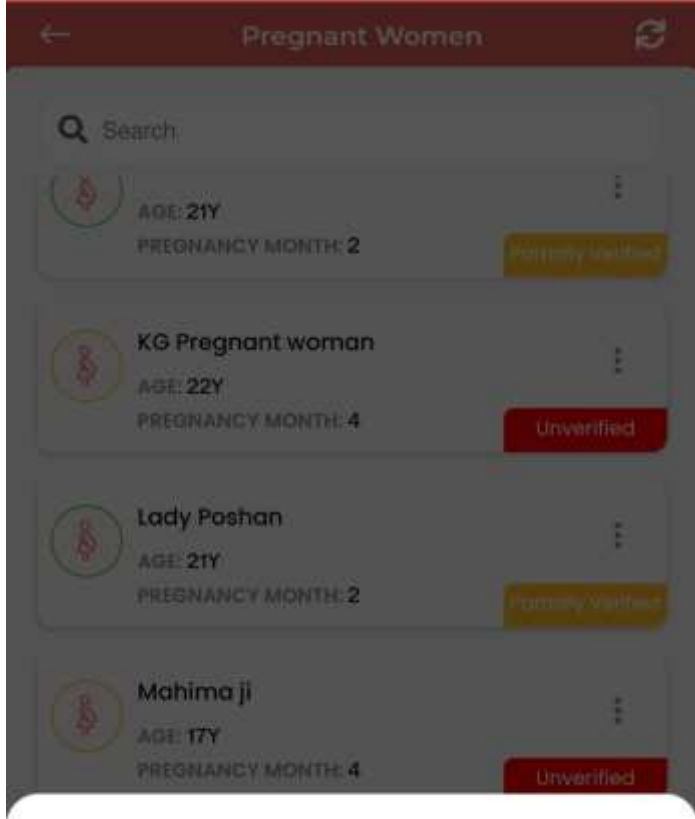 Pregnant Women
Search
AGE: 21Y
PREGNANCY MONTH: 2
Partially Verified
KG Pregnant woman
AGE: 22Y
PREGNANCY MONTH: 4
Unverified
Lady Poshan
AGE: 21Y
PREGNANCY MONTH: 2
Partially Verified
Mahima ji
AGE: 17Y
PREGNANCY MONTH: 4
Unverified